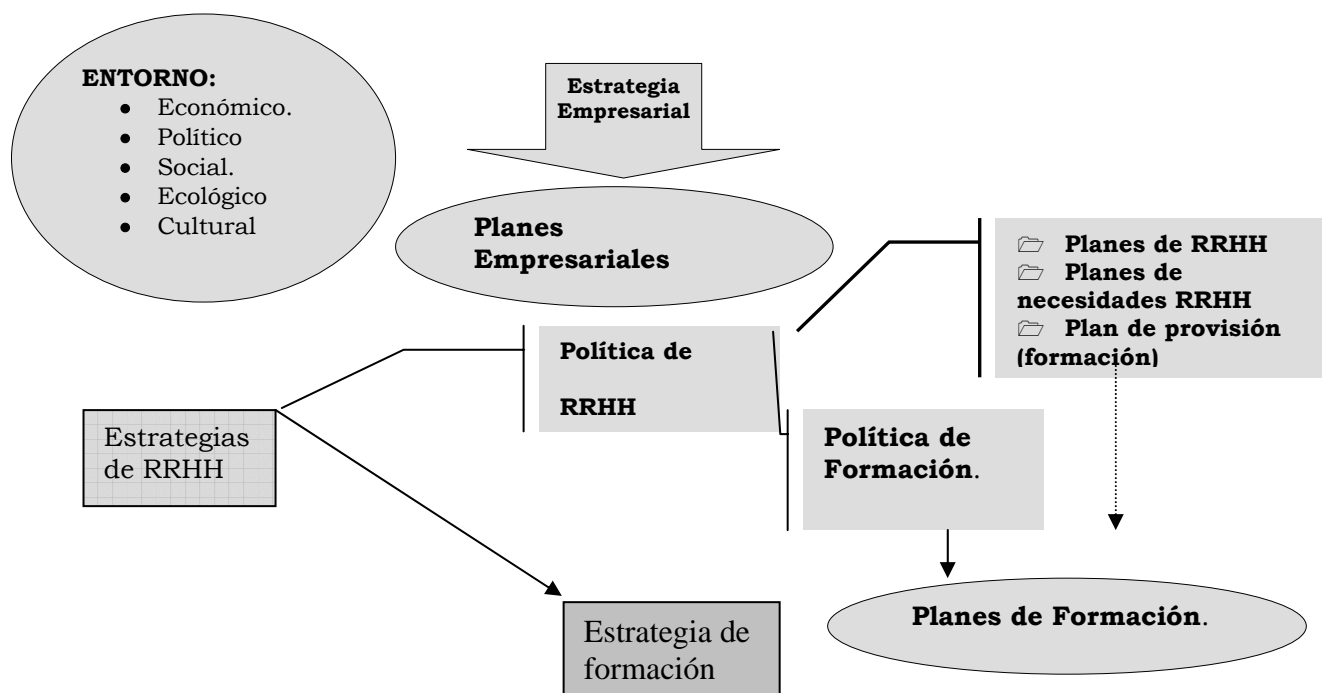 ENTORNO:
● Económico.
● Político
● Social.
● Ecológico
● Cultural
Estrategia
Empresarial
Planes
Empresariales
Planes de RRHH
Planes de
necesidades RRHH
Plan de provisión
(formación)
Política de
RRHH
Estrategias
de RRHH
Política de
Formación.
Planes de Formación.
Estrategia de
formación